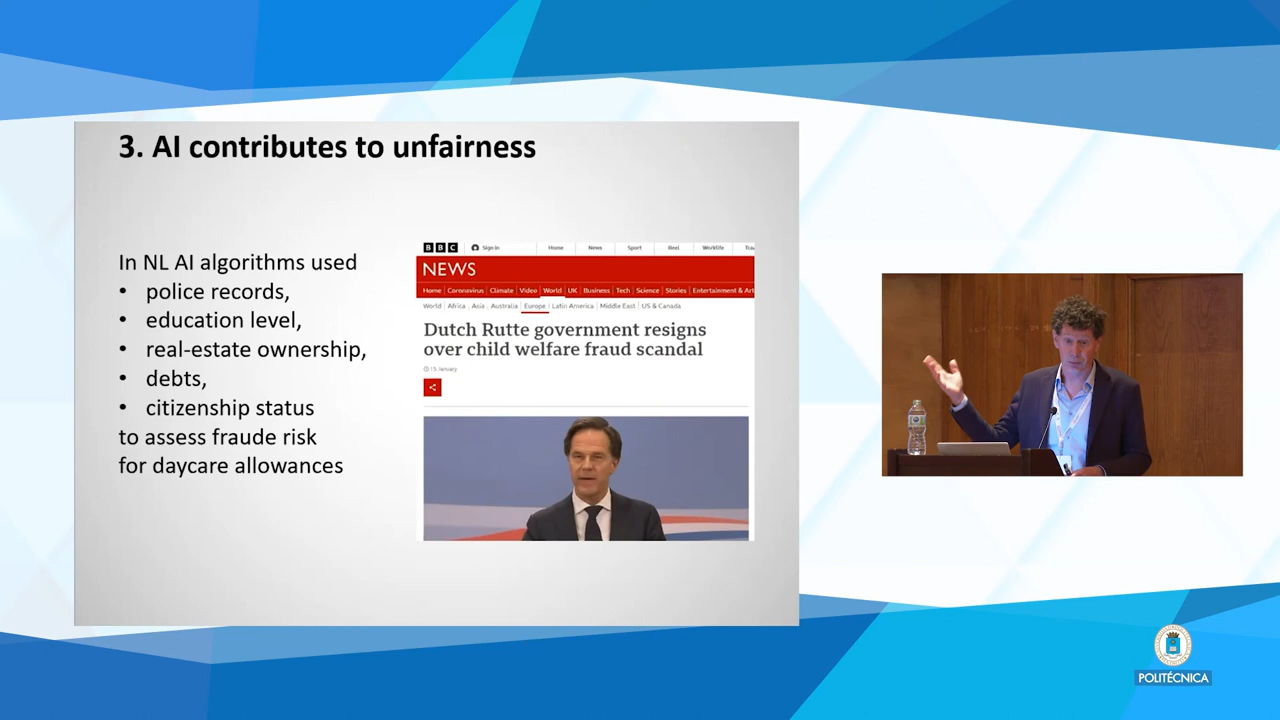 3. AI contributes to unfairness
In NL AI algorithms used
• police records,
• education level,
• real-estate ownership,
• debts,
• citizenship status
to assess fraude risk
for daycare allowances
BBC Sign in Home News Sport Reel Worklife
NEWS
Home Coronavirus Climate Video World UK Business Tech Science Stories Entertainment & Art
World Africa Asia Australia Europe Latin America Middle East US & Canada
Dutch Rutte government resigns
over child welfare fraud scandal
15 January
POLITÉCNICA